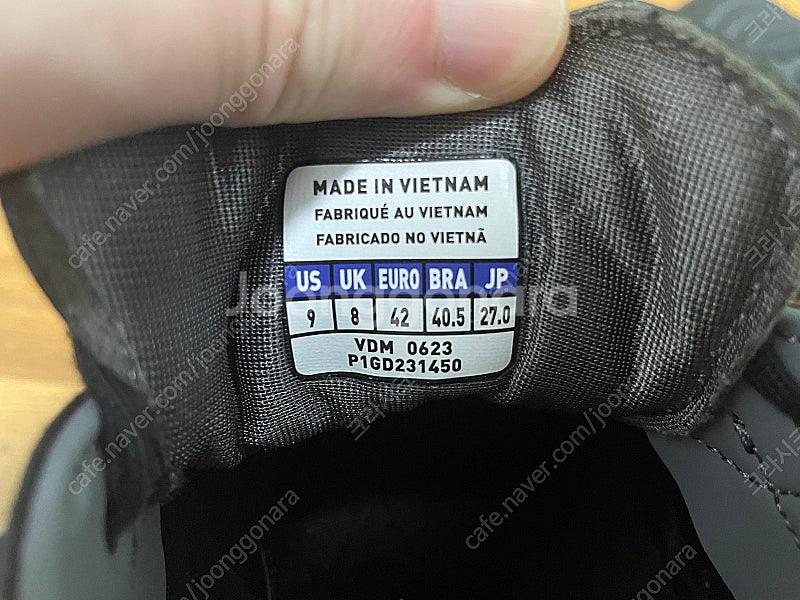 MADE IN VIETNAM
FABRIQUÉ AU VIETNAM
FABRICADO NO VIETNÃ
US UK EURO BRA JP
9 8 42 40.5 27.0
VDM 0623
P1GD231450
Joonggonara
cafe.naver.com/joonggonara
cafe.naver.com/joonggonara
cafe.naver.com/joonggonara